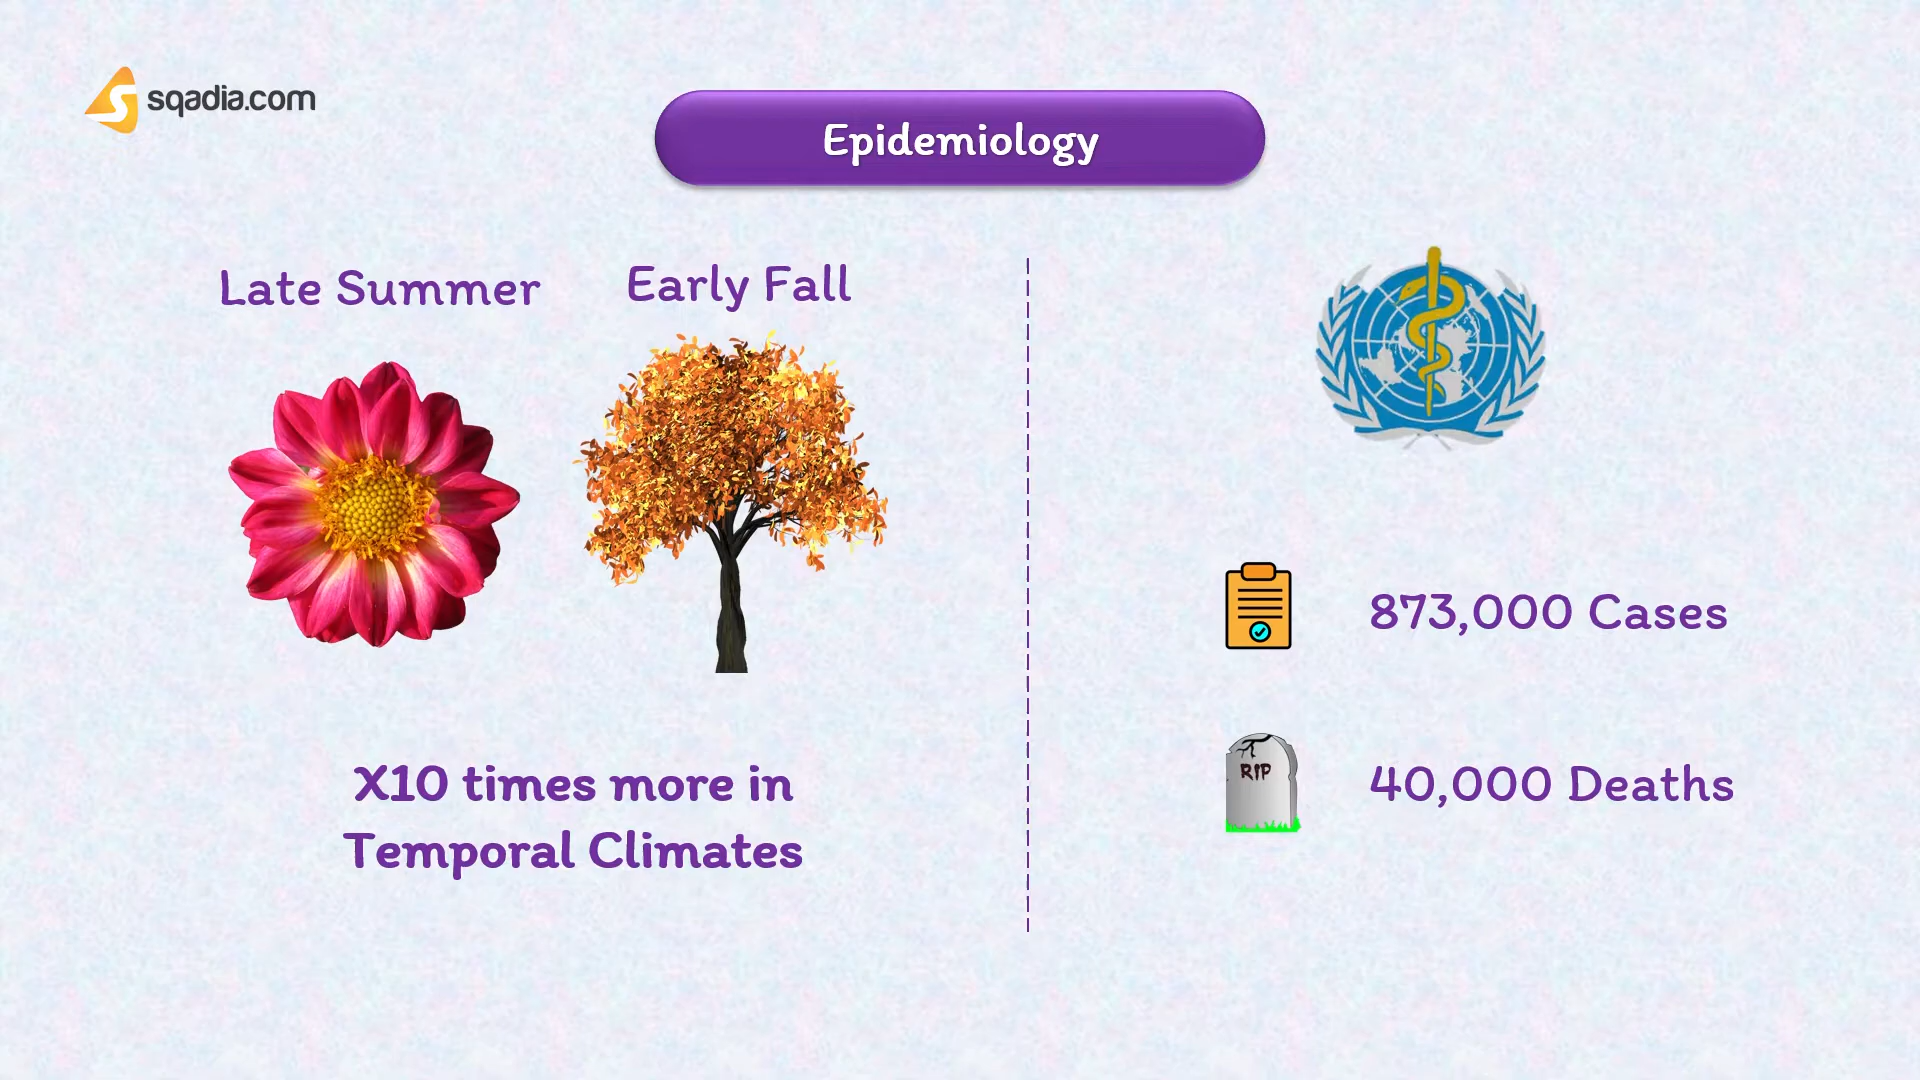 sqadia.com
Epidemiology
Late Summer
Early Fall
X10 times more in
Temporal Climates
873,000 Cases
RIP
40,000 Deaths